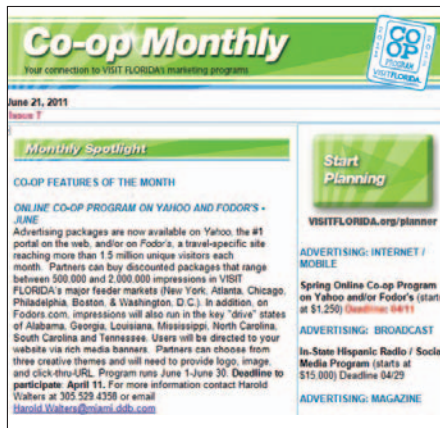 Co-op Monthly
Your connection to VISIT FLORIDA's marketing programs
CO
OP
PROGRAM
VISITFLORIDA
June 21, 2011
Issue 7
Monthly Spotlight
CO-OP FEATURES OF THE MONTH
ONLINE CO-OP PROGRAM ON YAHOO AND FODOR'S -
JUNE
Advertising packages are now available on Yahoo, the #1
portal on the web, and/or on Fodor's, a travel-specific site
reaching more than 1.5 million unique visitors each
month. Partners can buy discounted packages that range
between 500,000 and 2,000,000 impressions in VISIT
FLORIDA's major feeder markets (New York, Atlanta, Chicago,
Philadelphia, Boston, & Washington, D.C.). In addition, on
Fodors.com, impressions will also run in the key "drive" states
of Alabama, Georgia, Louisiana, Mississippi, North Carolina,
South Carolina and Tennessee. Users will be directed to your
website via rich media banners. Partners can choose from
three creative themes and will need to provide logo, image,
and click-thru-URL. Program runs June 1-June 30. Deadline to
participate: April 11. For more information contact Harold
Walters at 305.529.4358 or email
Harold.Walters@miami.ddb.com
Start
Planning
VISITFLORIDA.org/planner
ADVERTISING: INTERNET /
MOBILE
Spring Online Co-op Program
on Yahoo and/or Fodor's (starts
at $1,250) Deadline: 04/11
ADVERTISING: BROADCAST
In-State Hispanic Radio / Social
Media Program (starts at
$15,000) Deadline 04/29
ADVERTISING: MAGAZINE